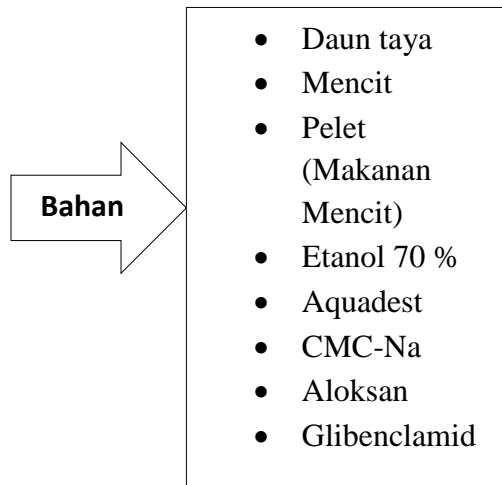 Bahan
• Daun taya
• Mencit
• Pelet
(Makanan
Mencit)
• Etanol 70 %
• Aquadest
• CMC-Na
• Aloksan
• Glibenclamid